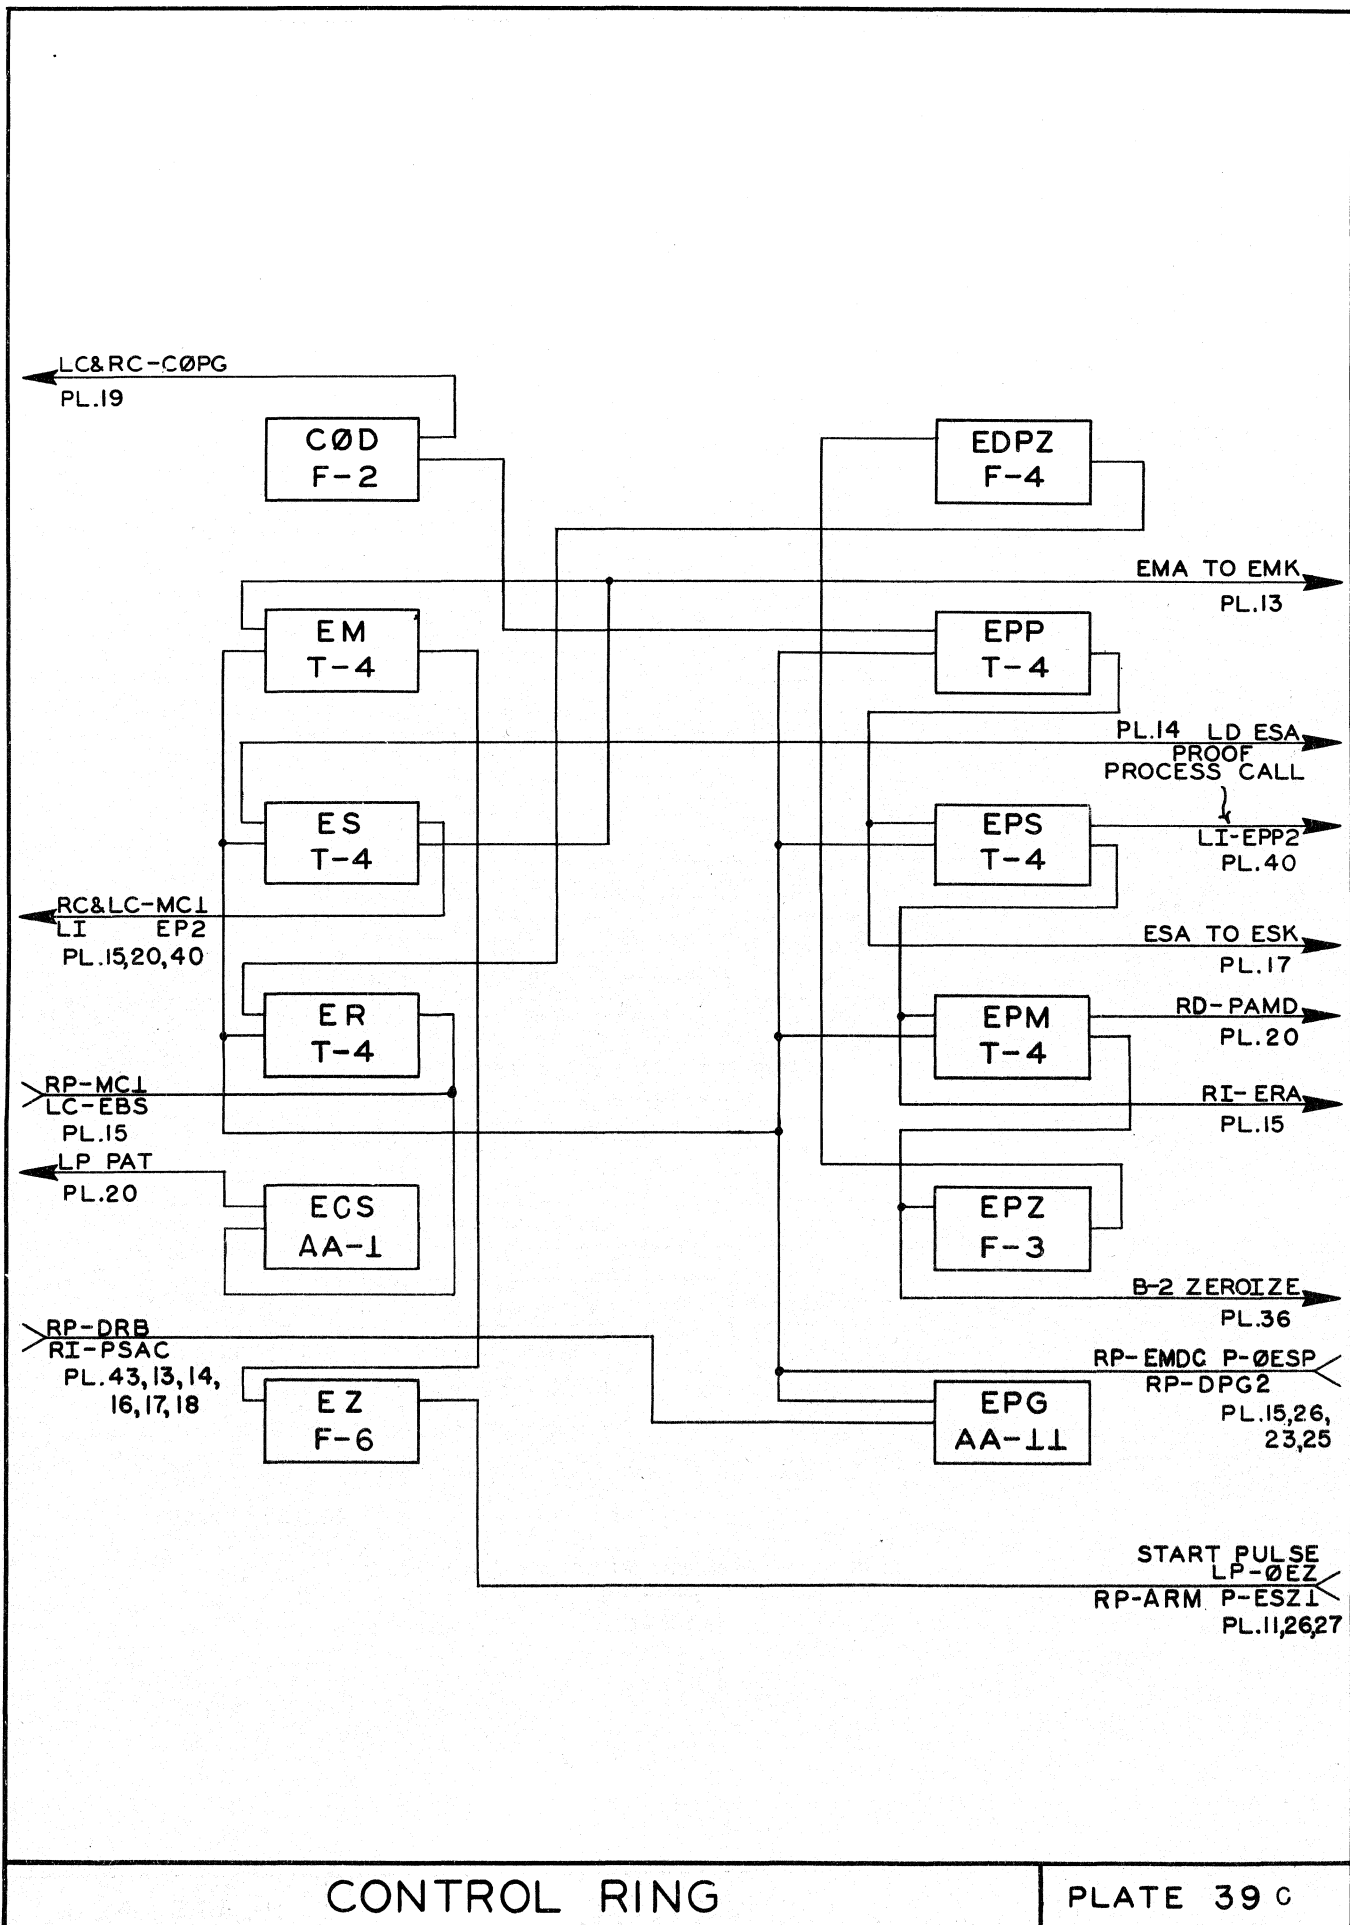 LC&RC-CØPG
PL.19
CØD
F-2
EDPZ
F-4
EMA TO EMK
PL.13
EM
T-4
EPP
T-4
PL.14 LD ESA
PROOF
PROCESS CALL
ES
T-4
EPS
T-4
LI-EPP2
PL.40
RC&LC-MC1
LI EP2
PL.15,20,40
ESA TO ESK
PL.17
ER
T-4
EPM
T-4
RD-PAMD
PL.20
RP-MC1
LC-EBS
PL.15
RI-ERA
PL.15
LP PAT
PL.20
ECS
AA-1
EPZ
F-3
B-2 ZEROIZE
PL.36
RP-DRB
RI-PSAC
PL.43,13,14,
16,17,18
EZ
F-6
EPG
AA-11
RP-EMDC P-ØESP
RP-DPG2
PL.15,26,
23,25
START PULSE
LP-ØEZ
RP-ARM P-ESZ1
PL.11,26,27
CONTROL RING
PLATE 39 C